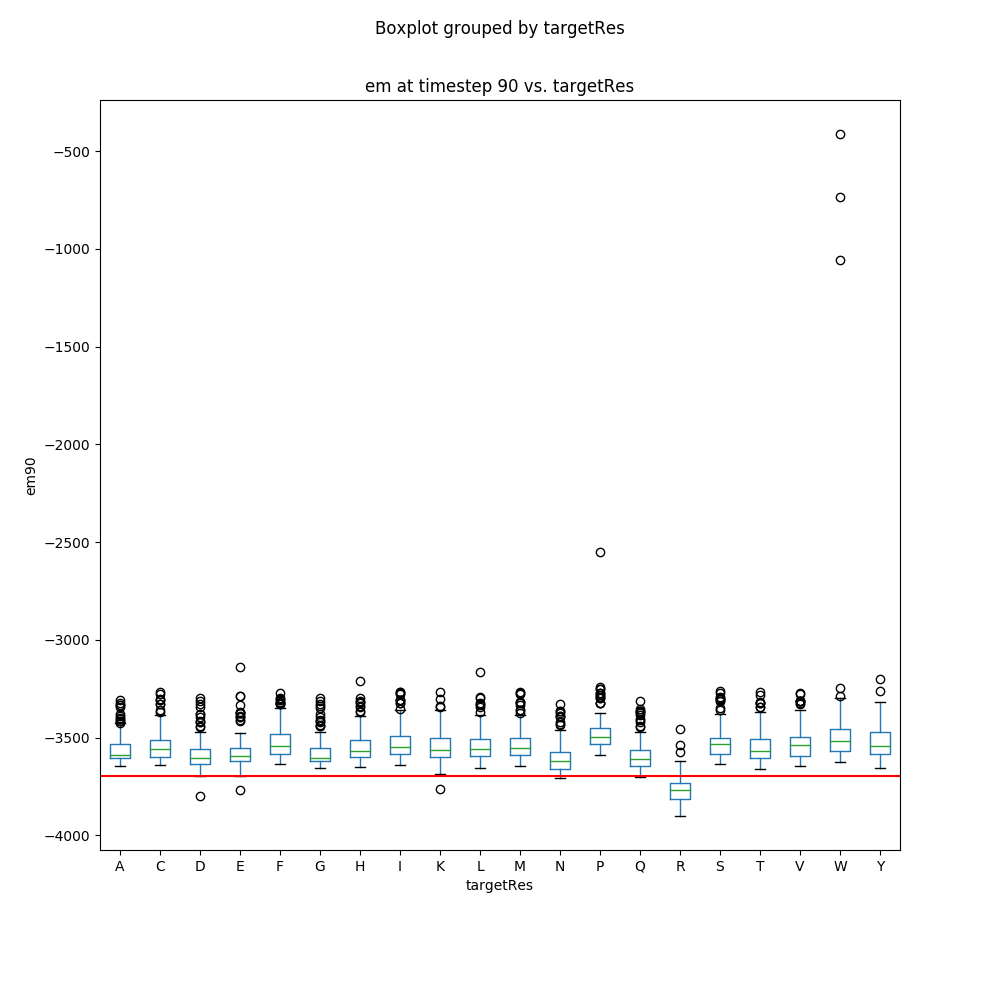 Boxplot grouped by targetRes
em at timestep 90 vs. targetRes
−500
−1000
−1500
−2000
−2500
−3000
−3500
−4000
em90
A C D E F G H I K L M N P Q R S T V W Y
targetRes